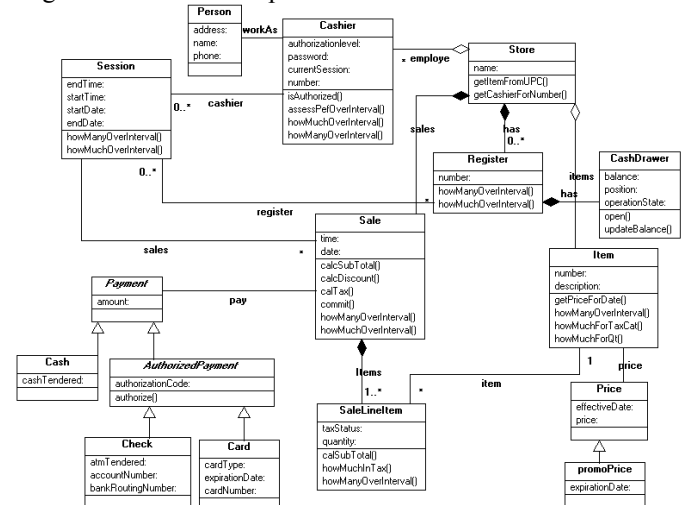 Person
address:
name:
phone:
workAs
Cashier
authorizationlevel:
password:
currentSession:
number:
isAuthorized()
assessPefOverInterval()
howMuchOverInterval()
howManyOverInterval()
* employe
Store
name:
getItemFromUPC()
getCashierForNumber()
Session
endTime:
startTime:
startDate:
endDate:
howManyOverInterval()
howMuchOverInterval()
0..*
cashier
sales
has
0..*
Register
number:
howManyOverInterval()
howMuchOverInterval()
items
has
CashDrawer
balance:
position:
operationState:
open()
updateBalance()
0..*
register
*
sales
*
Sale
time:
date:
calcSubTotal()
calcDiscount()
calTax()
commit()
howManyOverInterval()
howMuchOverInterval()
Item
number:
description:
getPriceForDate()
howManyOverInterval()
howMuchForTaxCat()
howMuchForQt()
Payment
amount:
pay
Cash
cashTendered:
AuthorizedPayment
authorizationCode:
authorize()
Items
1..*
*
item
1
price
Check
atmTendered:
accountNumber:
bankRoutingNumber:
Card
cardType:
expirationDate:
cardNumber:
SaleLineItem
taxStatus:
quantity:
calSubTotal()
howMuchInTax()
howManyOverInterval()
Price
effectiveDate:
price:
promoPrice
expirationDate: